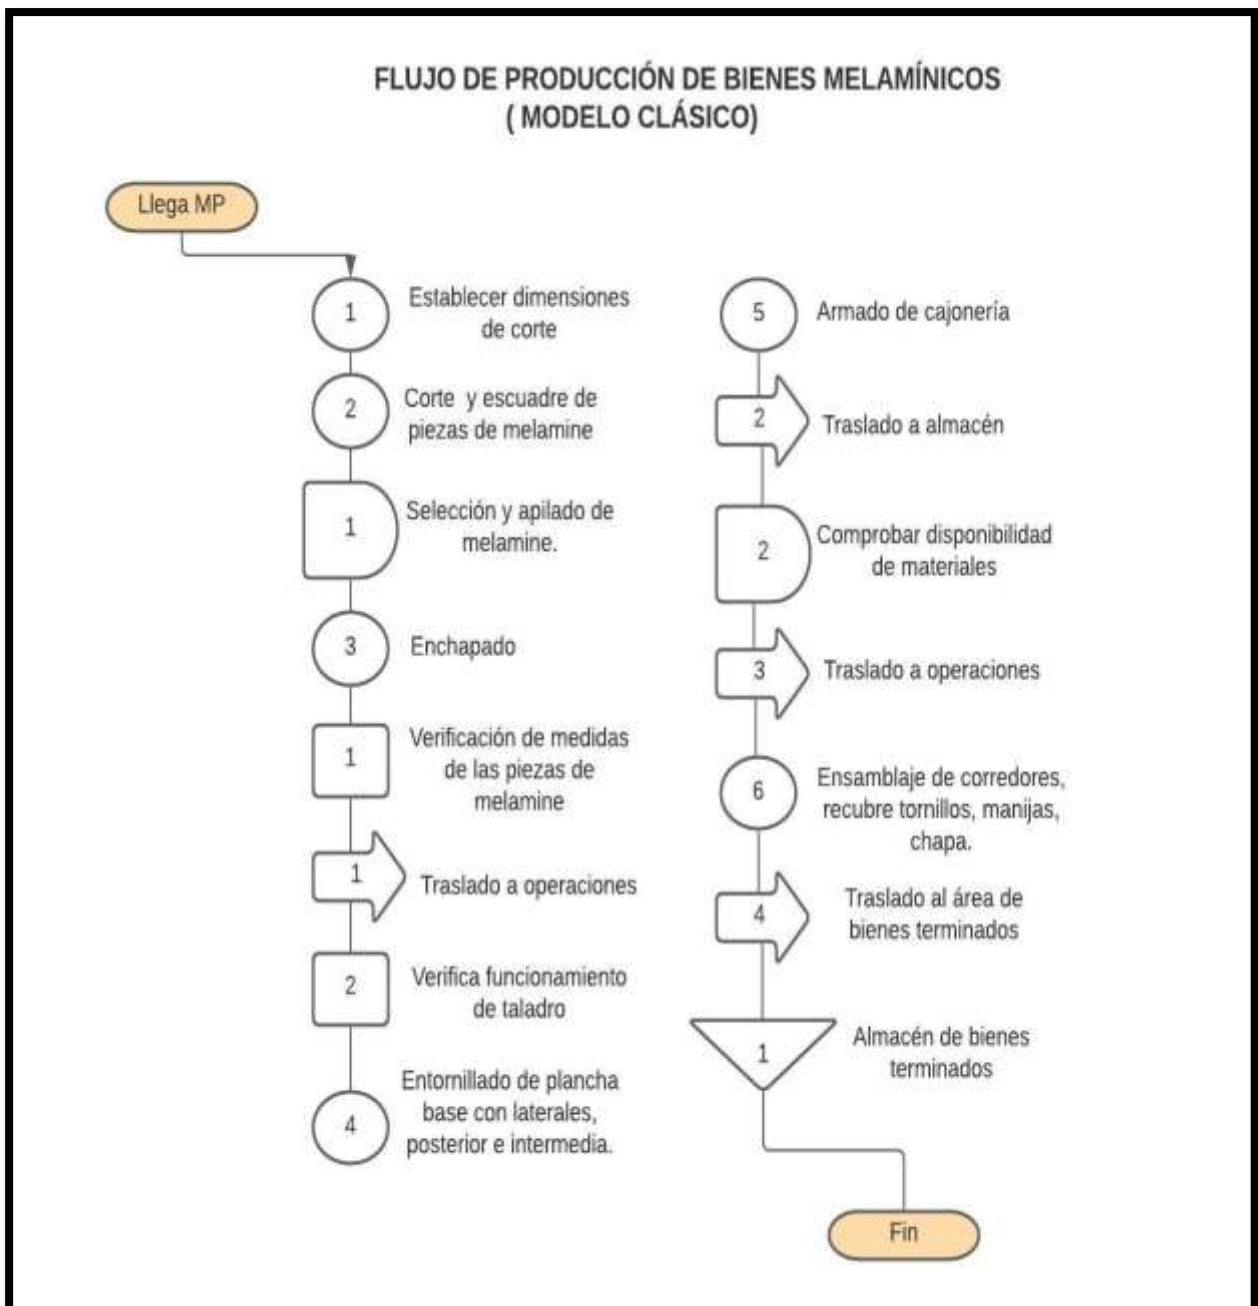 FLUJO DE PRODUCCIÓN DE BIENES MELAMÍNICOS
( MODELO CLÁSICO)
Llega MP
1
Establecer dimensiones
de corte
2
Corte y escuadre de
piezas de melamine
1
Selección y apilado de
melamine.
3
Enchapado
1
Verificación de medidas
de las piezas de
melamine
1
Traslado a operaciones
2
Verifica funcionamiento
de taladro
4
Entornillado de plancha
base con laterales,
posterior e intermedia.
5
Armado de cajonería
2
Traslado a almacén
2
Comprobar disponibilidad
de materiales
3
Traslado a operaciones
6
Ensamblaje de corredores,
recubre tornillos, manijas,
chapa.
4
Traslado al área de
bienes terminados
1
Almacén de bienes
terminados
Fin